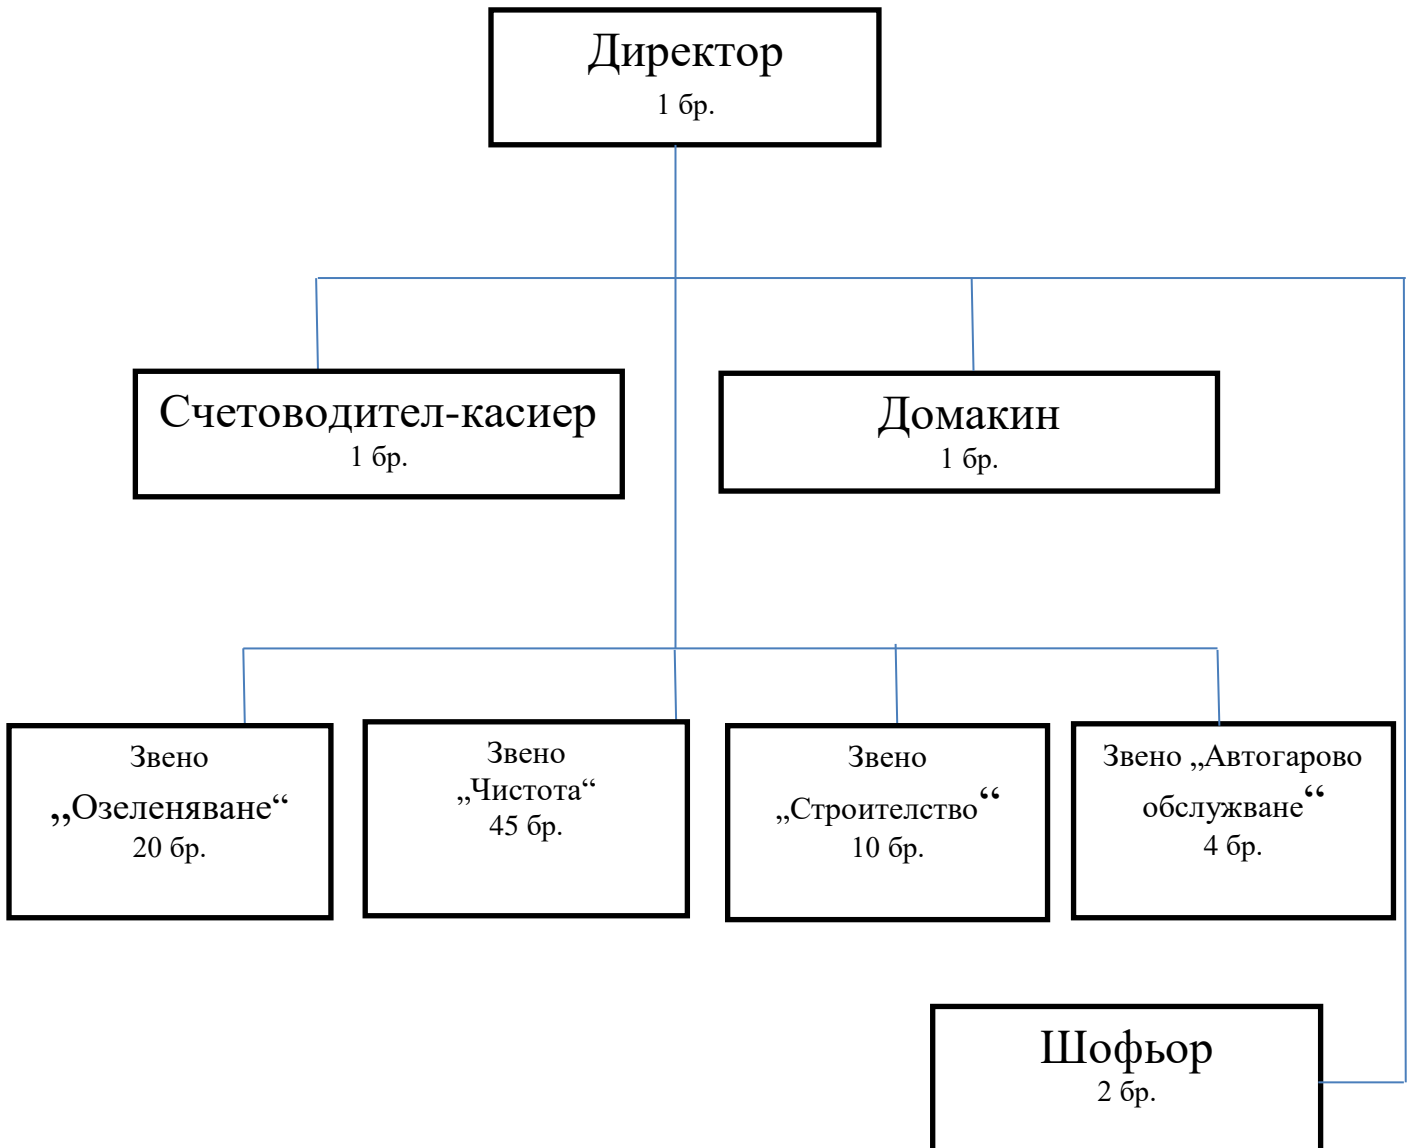 Директор
1 бр.
Счетоводител-касиер
1 бр.
Домакин
1 бр.
Звено
„Озеленяване“
20 бр.
Звено
„Чистота“
45 бр.
Звено
„Строителство“
10 бр.
Звено „Автогарово
обслужване“
4 бр.
Шофьор
2 бр.